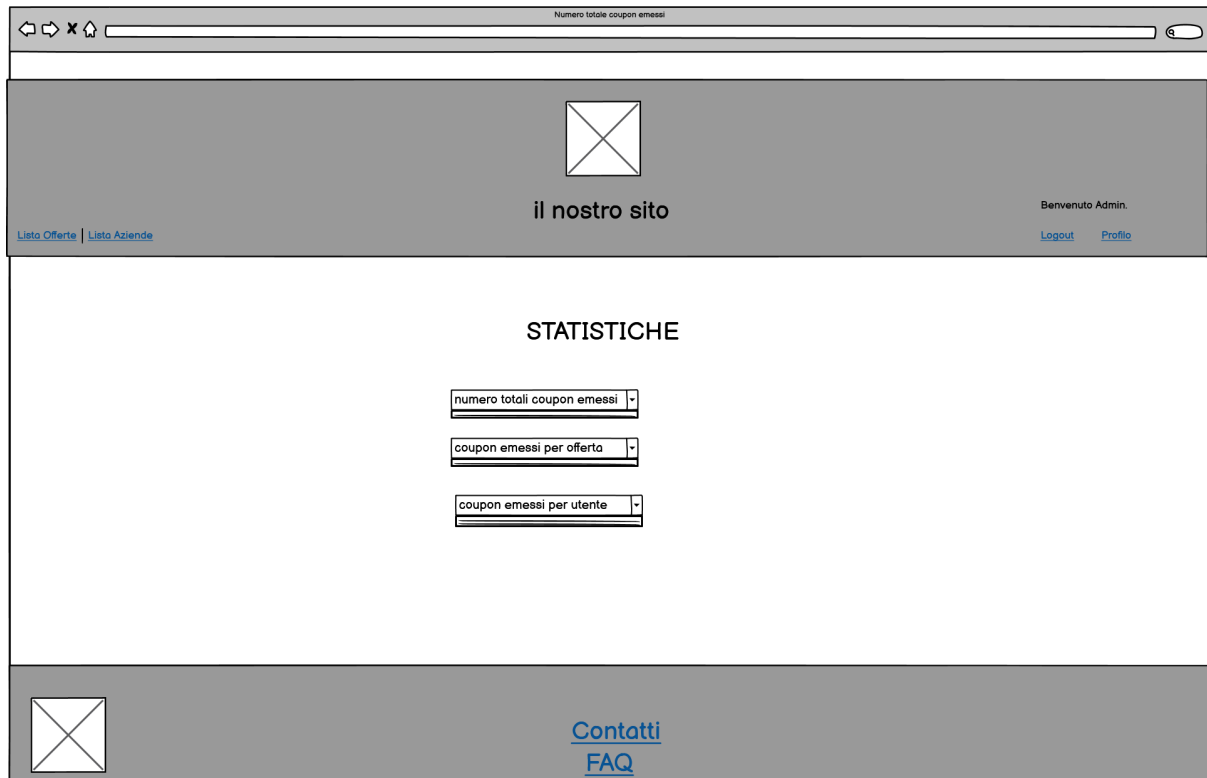 Numero totale coupon emessi
il nostro sito
Benvenuto Admin.
Lista Offerte Lista Aziende
Logout Profilo
STATISTICHE
numero totali coupon emessi
coupon emessi per offerta
coupon emessi per utente
Contatti
FAQ